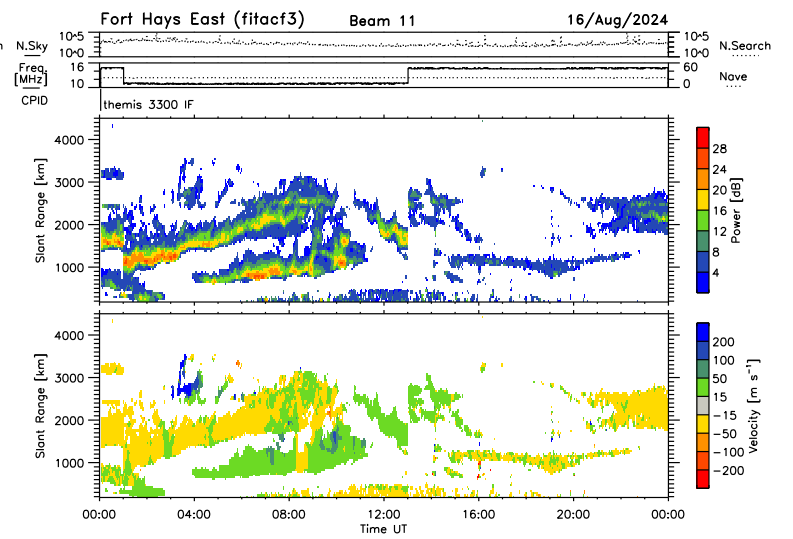 Fort Hays East (fitacf3) Beam 11 16/Aug/2024
N.Sky 10^5 10^0 10^5 10^0 N.Search
Freq. [MHz] 16 10 60 0 Nave
CPID themis 3300 IF
Slant Range [km] 4000 3000 2000 1000
Power [dB] 28 24 20 16 12 8 4
Slant Range [km] 4000 3000 2000 1000
Velocity [m s⁻¹] 200 100 50 15 −15 −50 −100 −200
00:00 04:00 08:00 12:00 16:00 20:00 00:00
Time UT